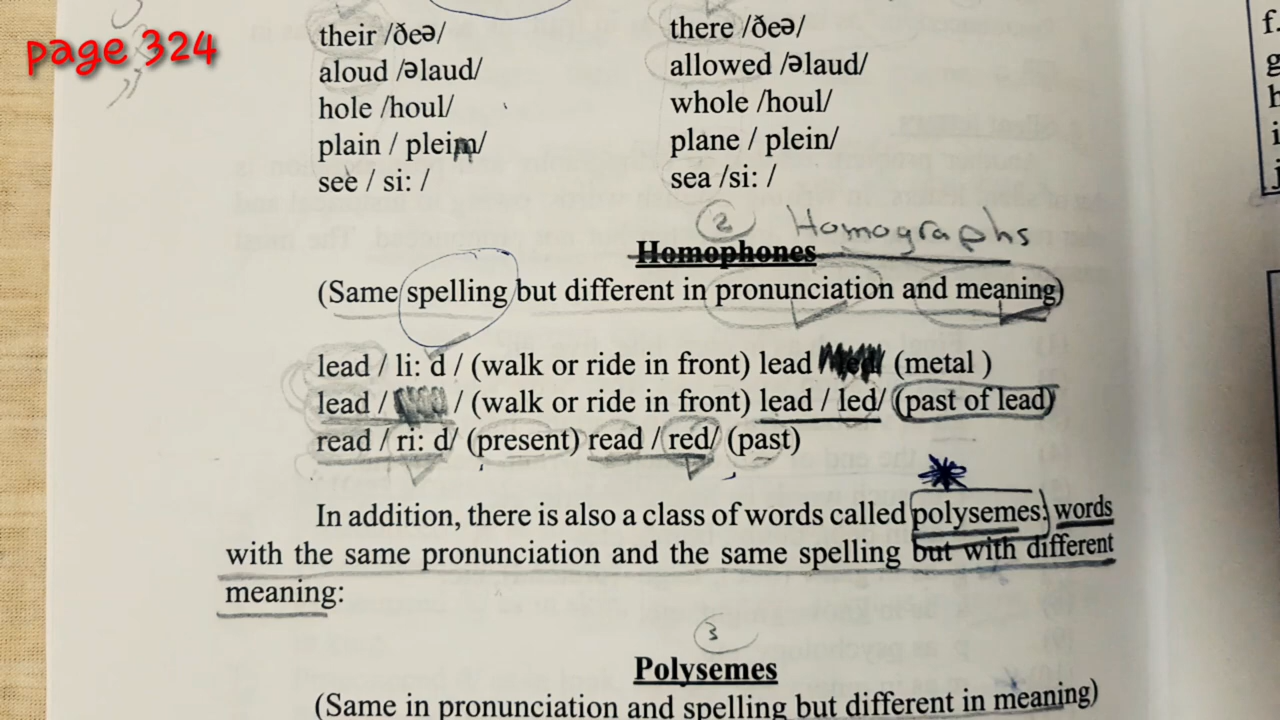 page 324
their /ðeə/ there /ðeə/
aloud /əlaud/ allowed /əlaud/
hole /houl/ whole /houl/
plain / plein/ plane / plein/
see / si: / sea /si: /
2 Homographs
Homophones
(Same spelling but different in pronunciation and meaning)
lead / li: d / (walk or ride in front) lead (metal )
lead / / (walk or ride in front) lead / led/ (past of lead)
read / ri: d/ (present) read / red/ (past)
In addition, there is also a class of words called polysemes: words
with the same pronunciation and the same spelling but with different
meaning:
3
Polysemes
(Same in pronunciation and spelling but different in meaning)
f.
g
h
i
j